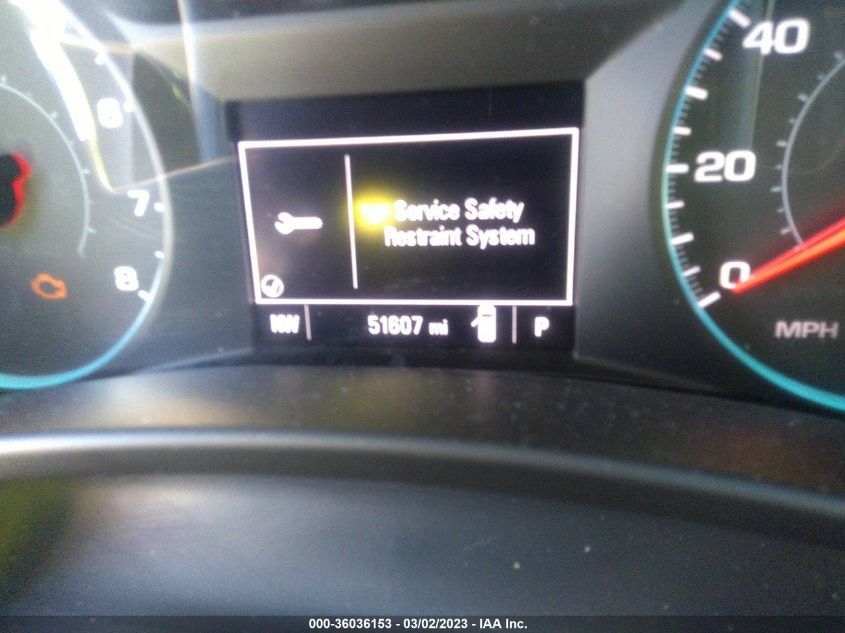 6
7
8
Service Safety
Restraint System
NW
51607 mi
P
40
20
0
MPH
000-36036153 - 03/02/2023 - IAA Inc.